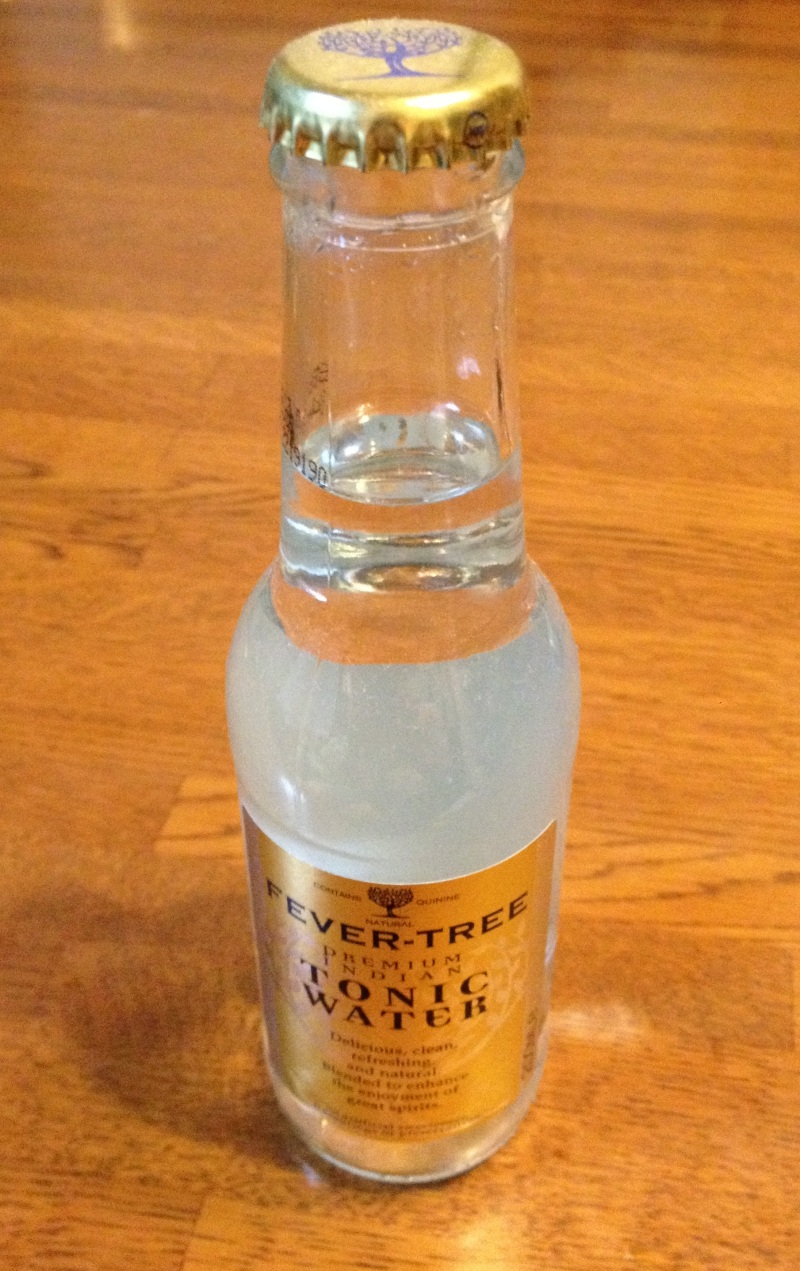 CONTAINS QUININE
NATURAL
FEVER-TREE
PREMIUM
INDIAN
TONIC
WATER
Delicious, clean,
refreshing,
and natural
blended to enhance
the enjoyment of
great spirits.